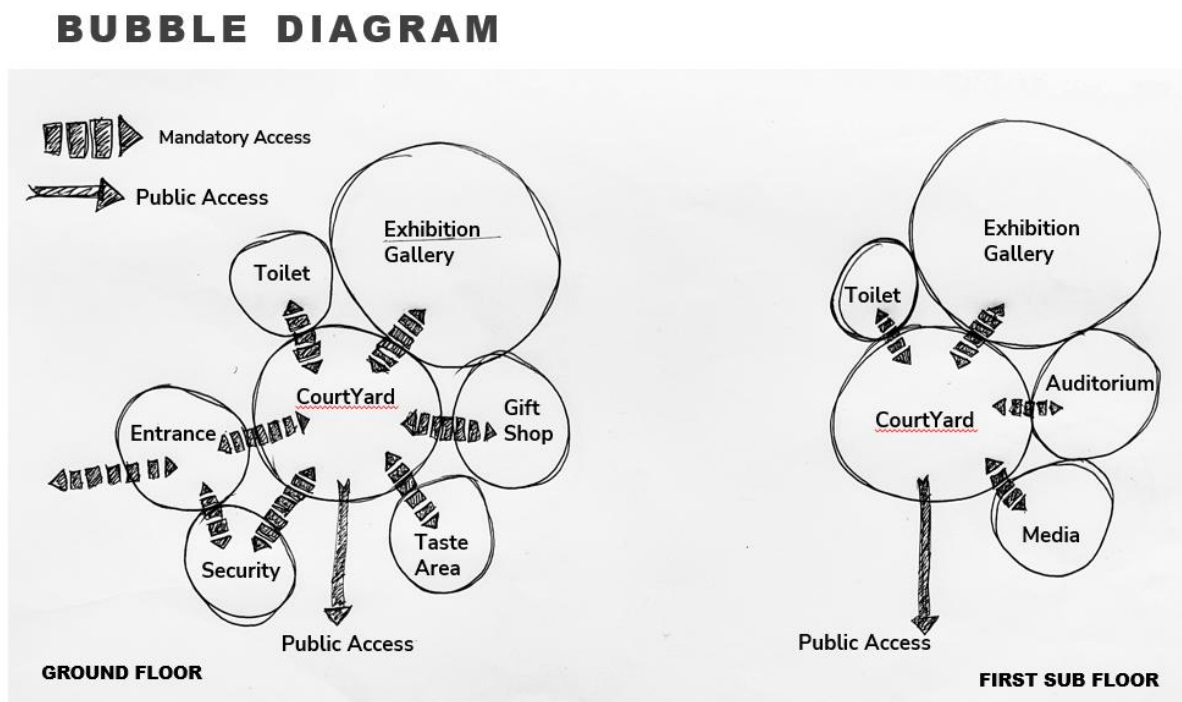 BUBBLE DIAGRAM
Mandatory Access
Public Access
Exhibition
Gallery
Toilet
CourtYard
Gift
Shop
Entrance
Taste
Area
Security
Public Access
GROUND FLOOR
Exhibition
Gallery
Toilet
Auditorium
CourtYard
Media
Public Access
FIRST SUB FLOOR